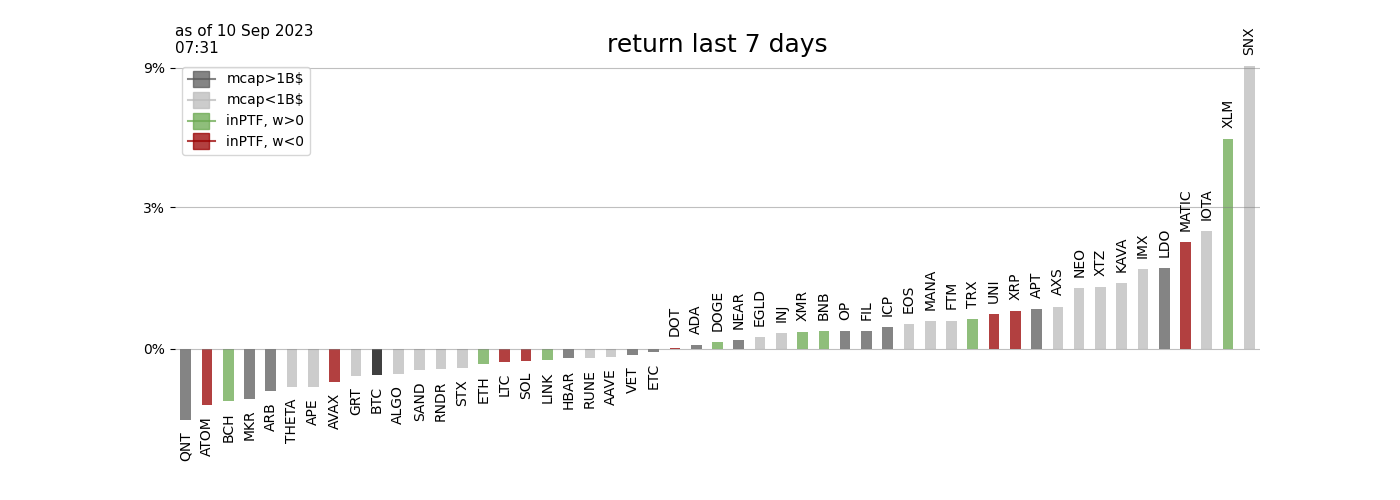 as of 10 Sep 2023
07:31
return last 7 days
9%
3%
0%
mcap>1B$
mcap<1B$
inPTF, w>0
inPTF, w<0
QNT
ATOM
BCH
MKR
ARB
THETA
APE
AVAX
GRT
BTC
ALGO
SAND
RNDR
STX
ETH
LTC
SOL
LINK
HBAR
RUNE
AAVE
VET
ETC
DOT
ADA
DOGE
NEAR
EGLD
INJ
XMR
BNB
OP
FIL
ICP
EOS
MANA
FTM
TRX
UNI
XRP
APT
AXS
NEO
XTZ
KAVA
IMX
LDO
MATIC
IOTA
XLM
SNX